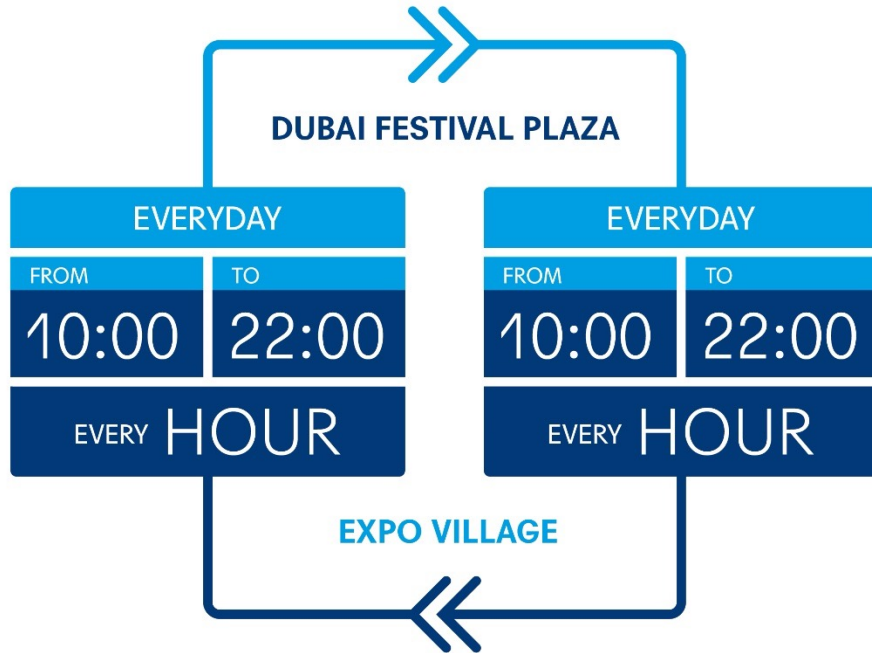 DUBAI FESTIVAL PLAZA
EVERYDAY
FROM TO
10:00 22:00
EVERY HOUR
EVERYDAY
FROM TO
10:00 22:00
EVERY HOUR
EXPO VILLAGE